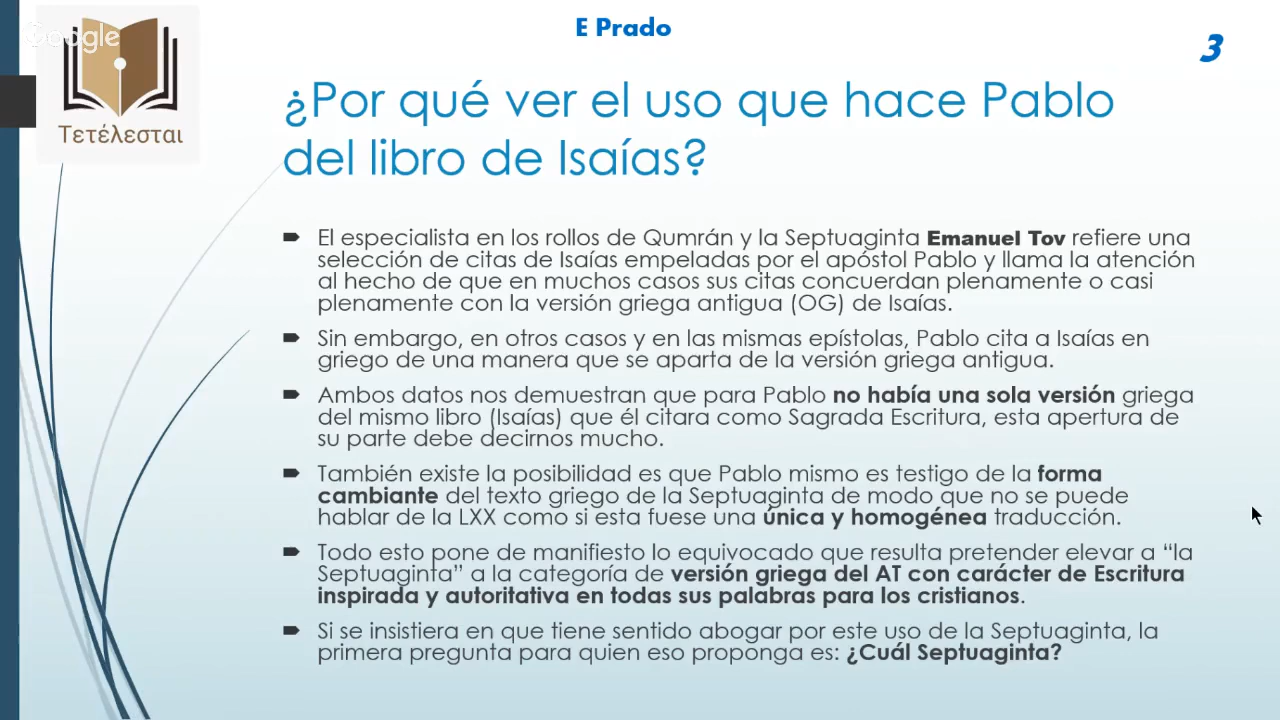 Google
Τετέλεσται
E Prado
3
¿Por qué ver el uso que hace Pablo
del libro de Isaías?
El especialista en los rollos de Qumrán y la Septuaginta Emanuel Tov refiere una
selección de citas de Isaías empeladas por el apóstol Pablo y llama la atención
al hecho de que en muchos casos sus citas concuerdan plenamente o casi
plenamente con la versión griega antigua (OG) de Isaías.
Sin embargo, en otros casos y en las mismas epístolas, Pablo cita a Isaías en
griego de una manera que se aparta de la versión griega antigua.
Ambos datos nos demuestran que para Pablo no había una sola versión griega
del mismo libro (Isaías) que él citara como Sagrada Escritura, esta apertura de
su parte debe decirnos mucho.
También existe la posibilidad es que Pablo mismo es testigo de la forma
cambiante del texto griego de la Septuaginta de modo que no se puede
hablar de la LXX como si esta fuese una única y homogénea traducción.
Todo esto pone de manifiesto lo equivocado que resulta pretender elevar a “la
Septuaginta” a la categoría de versión griega del AT con carácter de Escritura
inspirada y autoritativa en todas sus palabras para los cristianos.
Si se insistiera en que tiene sentido abogar por este uso de la Septuaginta, la
primera pregunta para quien eso proponga es: ¿Cuál Septuaginta?